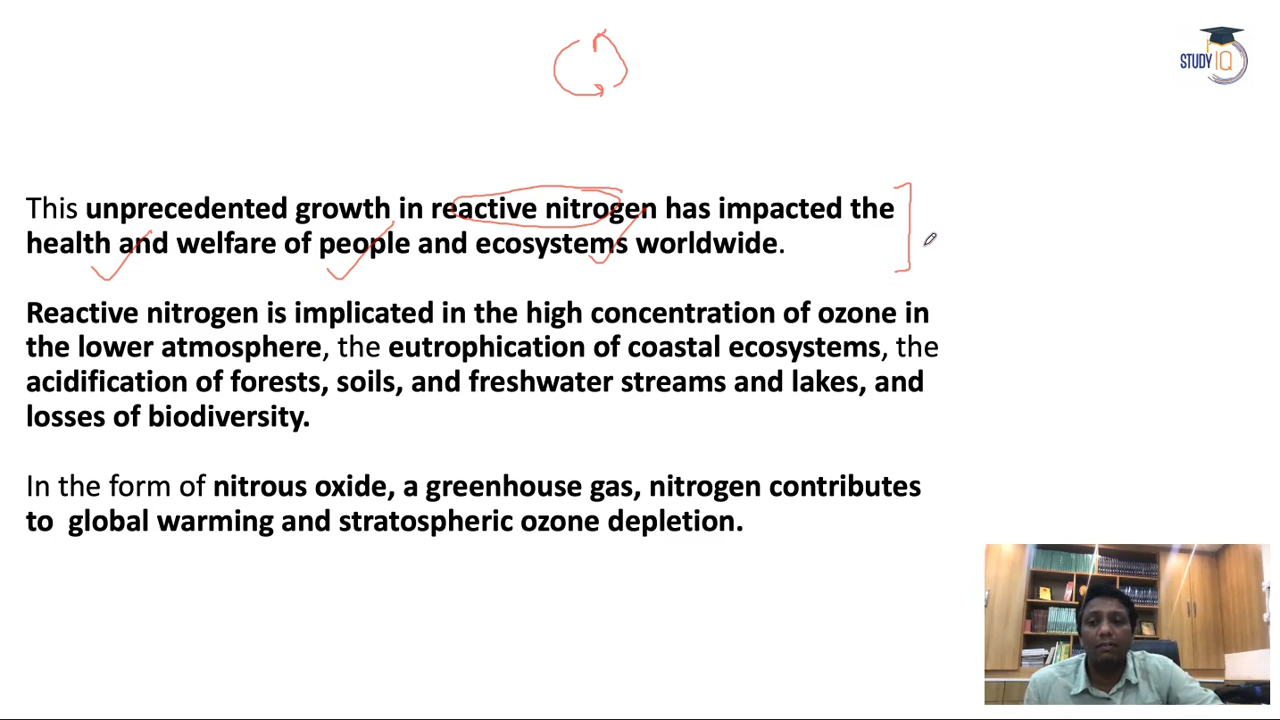 STUDY IQ
This unprecedented growth in reactive nitrogen has impacted the
health and welfare of people and ecosystems worldwide.
Reactive nitrogen is implicated in the high concentration of ozone in
the lower atmosphere, the eutrophication of coastal ecosystems, the
acidification of forests, soils, and freshwater streams and lakes, and
losses of biodiversity.
In the form of nitrous oxide, a greenhouse gas, nitrogen contributes
to global warming and stratospheric ozone depletion.